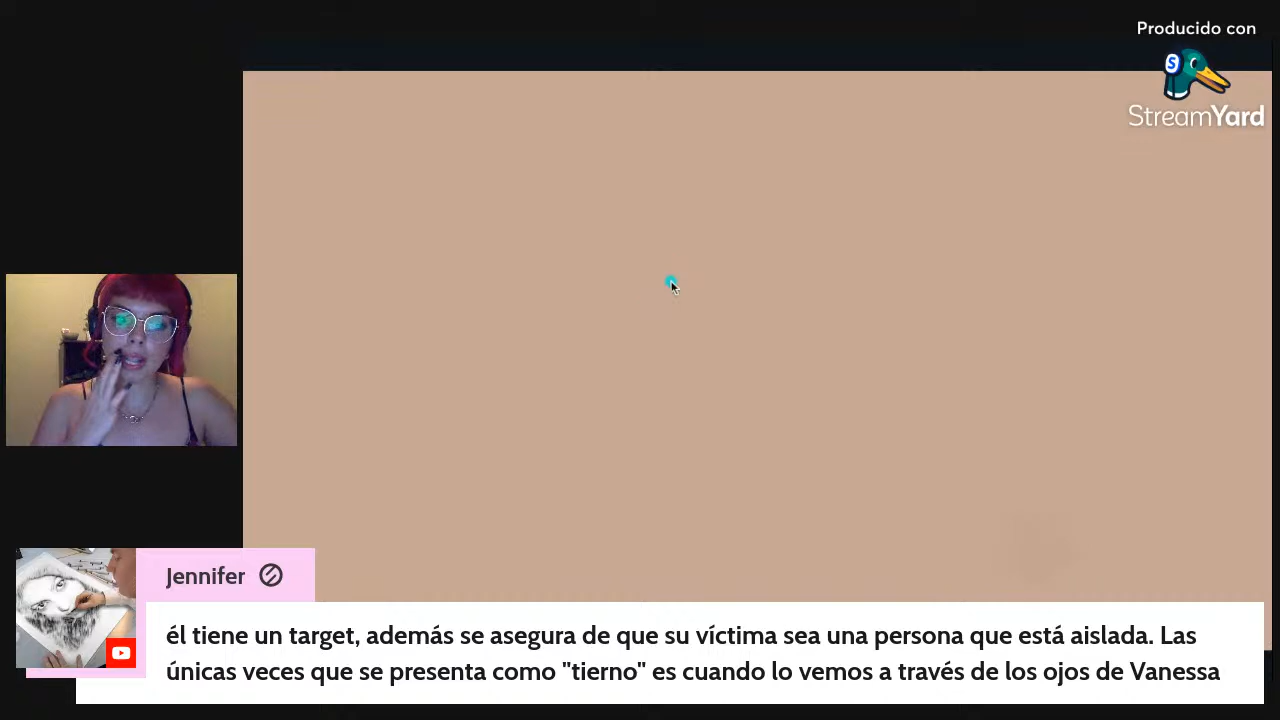 Producido con
StreamYard
Jennifer
él tiene un target, además se asegura de que su víctima sea una persona que está aislada. Las
únicas veces que se presenta como "tierno" es cuando lo vemos a través de los ojos de Vanessa